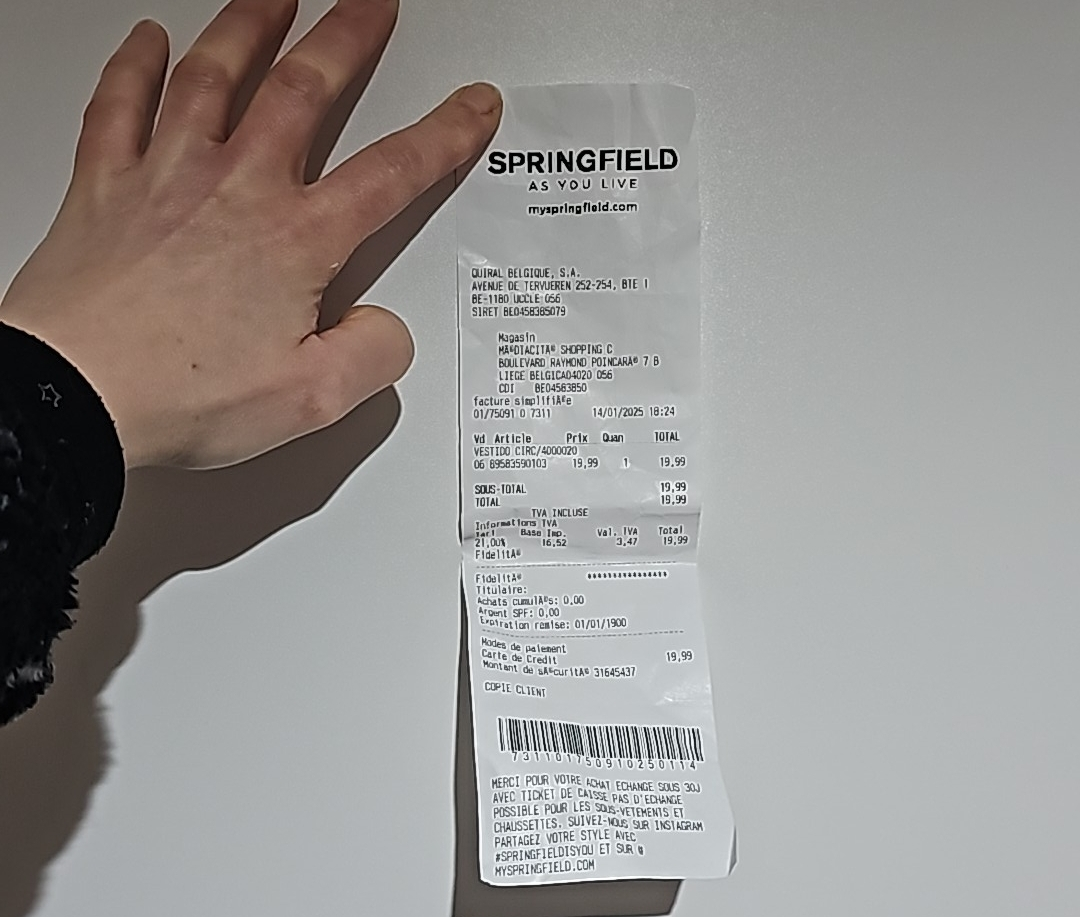 SPRINGFIELD
AS YOU LIVE
myspringfield.com
QUIRAL BELGIQUE, S.A.
AVENUE DE TERVUEREN 252-254, BTE 1
BE-1180 UCCLE 056
SIRET BE0458385079
Magasin
MÃ©DIACITÃ© SHOPPING C
BOULEVARD RAYMOND POINCARÃ© 7 B
LIEGE BELGICA04020 056
CDI BE04583850
facture simplifiÃ©e
01/75091 0 7311 14/01/2025 18:24
Vd Article Prix Quan TOTAL
VESTIDO CIRC/4000020
06 69583590103 19,99 1 19,99
SOUS-TOTAL 19,99
TOTAL 19,99
TVA INCLUSE
Informations TVA
Tari Base Imp. Val. IVA Total
21,00% 16,52 3,47 19,99
FidelitÃ©
FidelitÃ© ****************
Titulaire:
Achats cumulÃ©s: 0,00
Argent SPF: 0,00
Expiration remise: 01/01/1900
Modes de paiement
Carte de Credit 19,99
Montant de sÃ©curitÃ© 31645437
COPIE CLIENT
731101750910250114
MERCI POUR VOTRE ACHAT ECHANGE SOUS 30J
AVEC TICKET DE CAISSE PAS D'ECHANGE
POSSIBLE POUR LES SOUS-VETEMENTS ET
CHAUSSETTES. SUIVEZ-NOUS SUR INSTAGRAM
PARTAGEZ VOTRE STYLE AVEC
#SPRINGFIELDISYOU ET SUR
MYSPRINGFIELD.COM